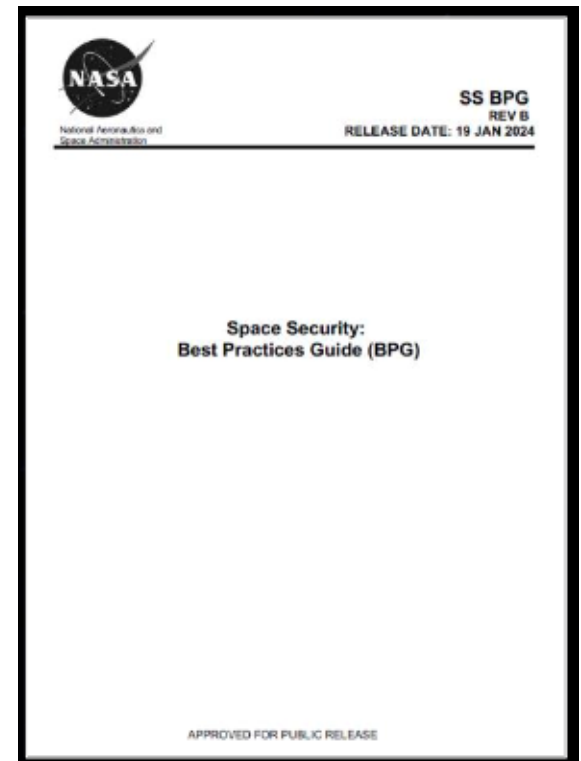 NASA
National Aeronautics and
Space Administration
SS BPG
REV B
RELEASE DATE: 19 JAN 2024
Space Security:
Best Practices Guide (BPG)
APPROVED FOR PUBLIC RELEASE